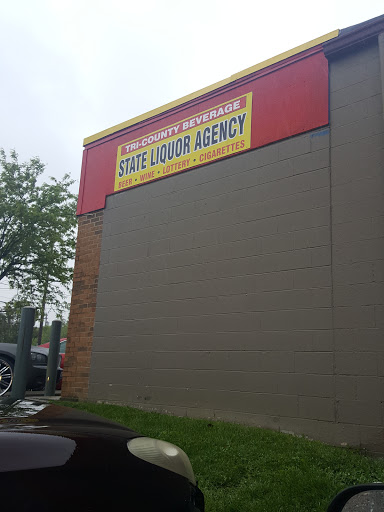 TRI-COUNTY BEVERAGE
STATE LIQUOR AGENCY
BEER • WINE • LOTTERY • CIGARETTES